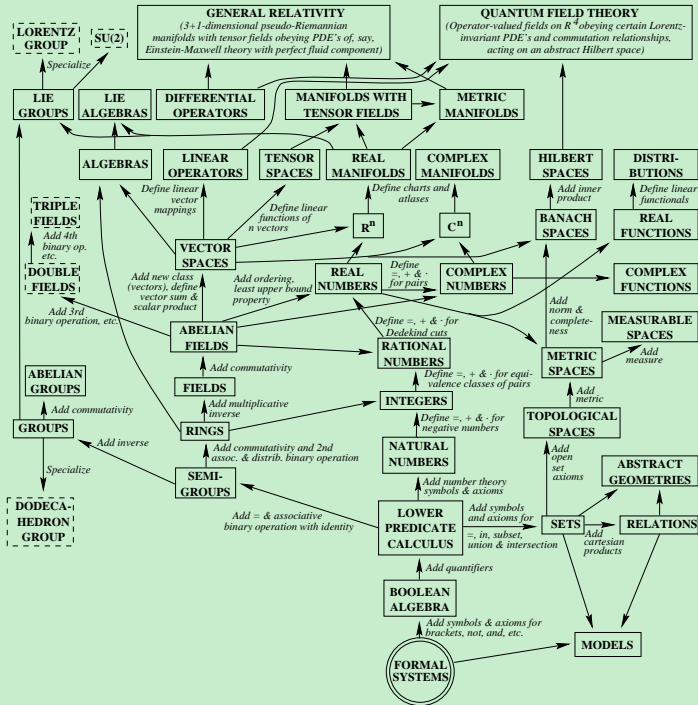 GENERAL RELATIVITY
(3+1-dimensional pseudo-Riemannian
manifolds with tensor fields obeying PDE's of, say,
Einstein-Maxwell theory with perfect fluid component)
QUANTUM FIELD THEORY
(Operator-valued fields on R^4 obeying certain Lorentz-
invariant PDE's and commutation relationships,
acting on an abstract Hilbert space)
LORENTZ
GROUP
SU(2)
Specialize
LIE
GROUPS
LIE
ALGEBRAS
DIFFERENTIAL
OPERATORS
MANIFOLDS WITH
TENSOR FIELDS
METRIC
MANIFOLDS
ALGEBRAS
LINEAR
OPERATORS
TENSOR
SPACES
REAL
MANIFOLDS
COMPLEX
MANIFOLDS
HILBERT
SPACES
DISTRI-
BUTIONS
Define linear
vector
mappings
Define linear
functions of
n vectors
Define charts and
atlases
Add inner
product
Define linear
functionals
TRIPLE
FIELDS
Add 4th
binary op.
etc.
DOUBLE
FIELDS
R^n
C^n
BANACH
SPACES
REAL
FUNCTIONS
VECTOR
SPACES
Add new class
(vectors), define
vector sum &
scalar product
Add ordering,
least upper bound
property
REAL
NUMBERS
Define
=, + & ·
for pairs
COMPLEX
NUMBERS
COMPLEX
FUNCTIONS
Add 3rd
binary operation, etc.
ABELIAN
FIELDS
Define =, + & · for
Dedekind cuts
Add
norm &
complete-
ness
MEASURABLE
SPACES
Add
measure
RATIONAL
NUMBERS
METRIC
SPACES
ABELIAN
GROUPS
Add commutativity
FIELDS
Define =, + & · for equi-
valence classes of pairs
Add
metric
Add commutativity
Add multiplicative
inverse
INTEGERS
TOPOLOGICAL
SPACES
GROUPS
Add inverse
RINGS
Define =, + & · for
negative numbers
Add commutativity and 2nd
assoc. & distrib. binary operation
NATURAL
NUMBERS
Add
open
set
axioms
ABSTRACT
GEOMETRIES
Specialize
SEMI-
GROUPS
Add number theory
symbols & axioms
DODECA-
HEDRON
GROUP
Add = & associative
binary operation with identity
LOWER
PREDICATE
CALCULUS
Add symbols
and axioms for
=, in, subset,
union & intersection
SETS
RELATIONS
Add
cartesian
products
Add quantifiers
BOOLEAN
ALGEBRA
Add symbols & axioms for
brackets, not, and, etc.
MODELS
FORMAL
SYSTEMS